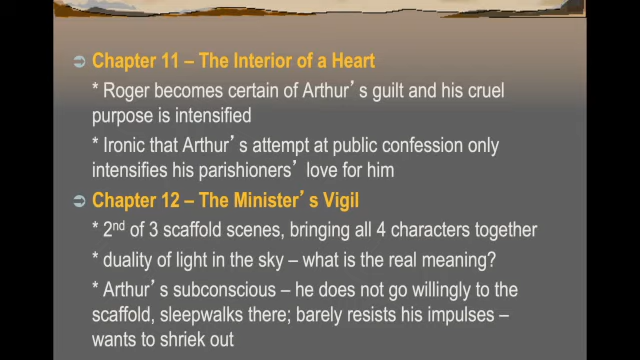 Chapter 11 – The Interior of a Heart
* Roger becomes certain of Arthur’s guilt and his cruel
purpose is intensified
* Ironic that Arthur’s attempt at public confession only
intensifies his parishioners’ love for him
Chapter 12 – The Minister’s Vigil
* 2nd of 3 scaffold scenes, bringing all 4 characters together
* duality of light in the sky – what is the real meaning?
* Arthur’s subconscious – he does not go willingly to the
scaffold, sleepwalks there; barely resists his impulses –
wants to shriek out